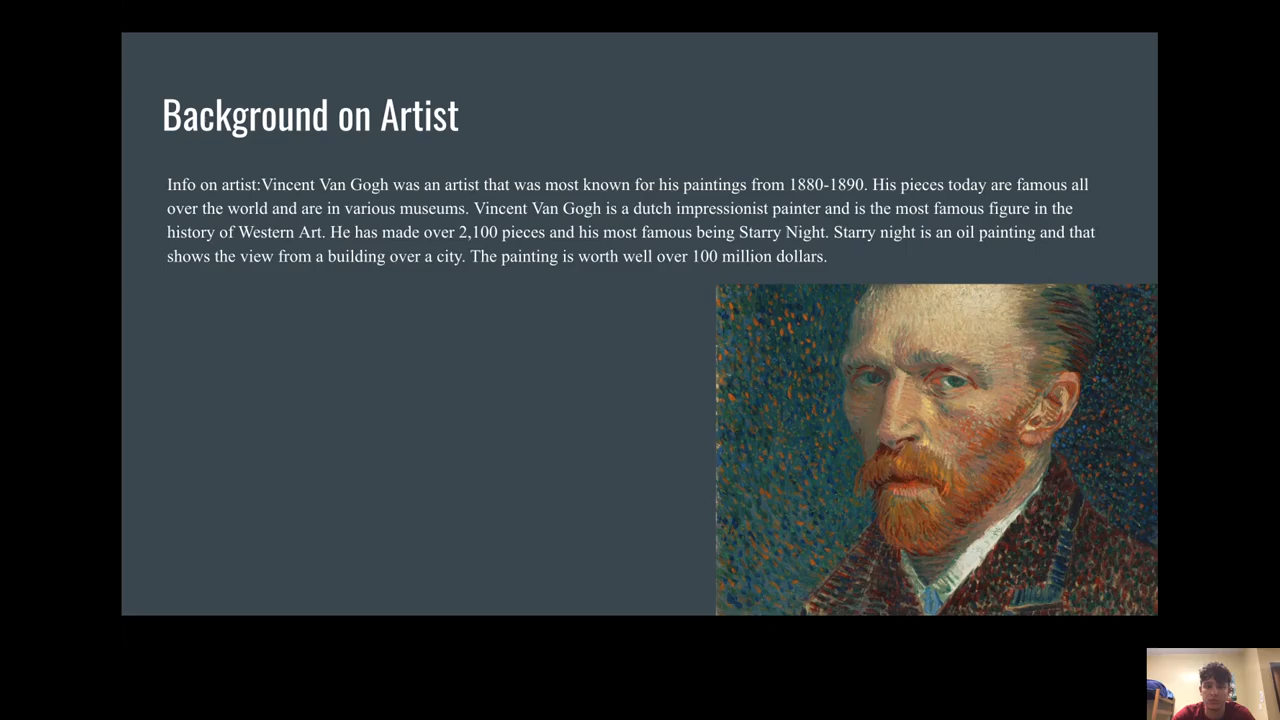 Background on Artist
Info on artist:Vincent Van Gogh was an artist that was most known for his paintings from 1880-1890. His pieces today are famous all
over the world and are in various museums. Vincent Van Gogh is a dutch impressionist painter and is the most famous figure in the
history of Western Art. He has made over 2,100 pieces and his most famous being Starry Night. Starry night is an oil painting and that
shows the view from a building over a city. The painting is worth well over 100 million dollars.